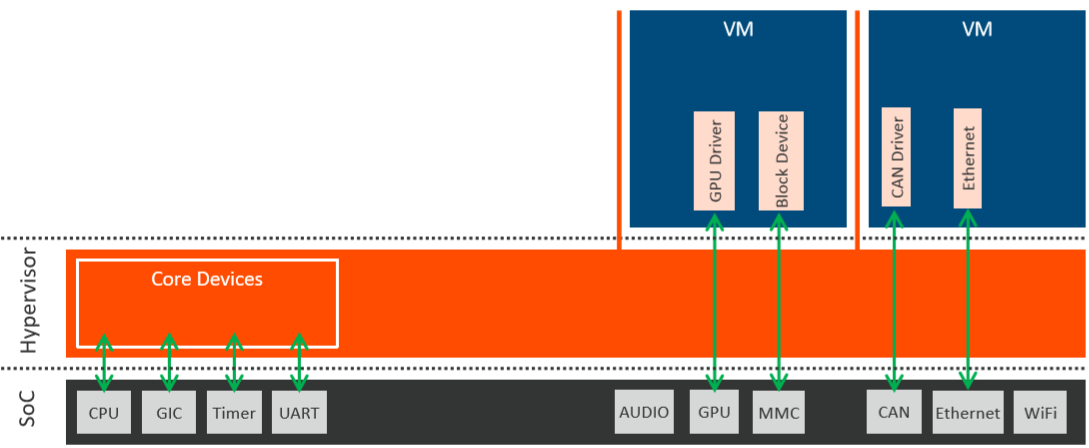 VM
VM
GPU Driver
Block Device
CAN Driver
Ethernet
Hypervisor
Core Devices
SoC
CPU
GIC
Timer
UART
AUDIO
GPU
MMC
CAN
Ethernet
WiFi